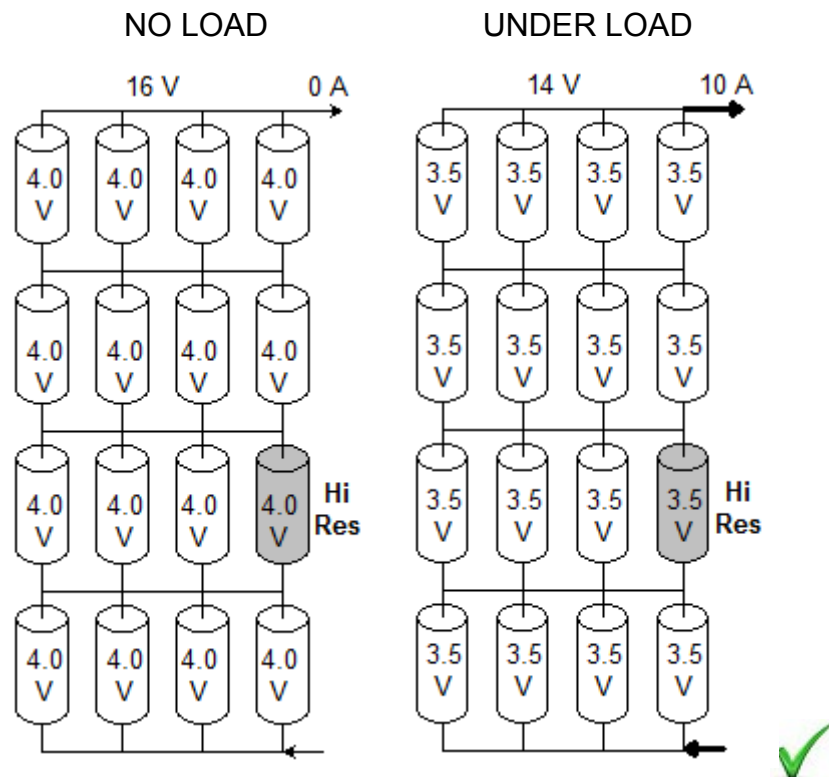 NO LOAD
16 V 0 A
4.0 4.0 4.0 4.0
V V V V
4.0 4.0 4.0 4.0
V V V V
4.0 4.0 4.0 4.0 Hi
V V V V Res
4.0 4.0 4.0 4.0
V V V V
UNDER LOAD
14 V 10 A
3.5 3.5 3.5 3.5
V V V V
3.5 3.5 3.5 3.5
V V V V
3.5 3.5 3.5 3.5 Hi
V V V V Res
3.5 3.5 3.5 3.5
V V V V